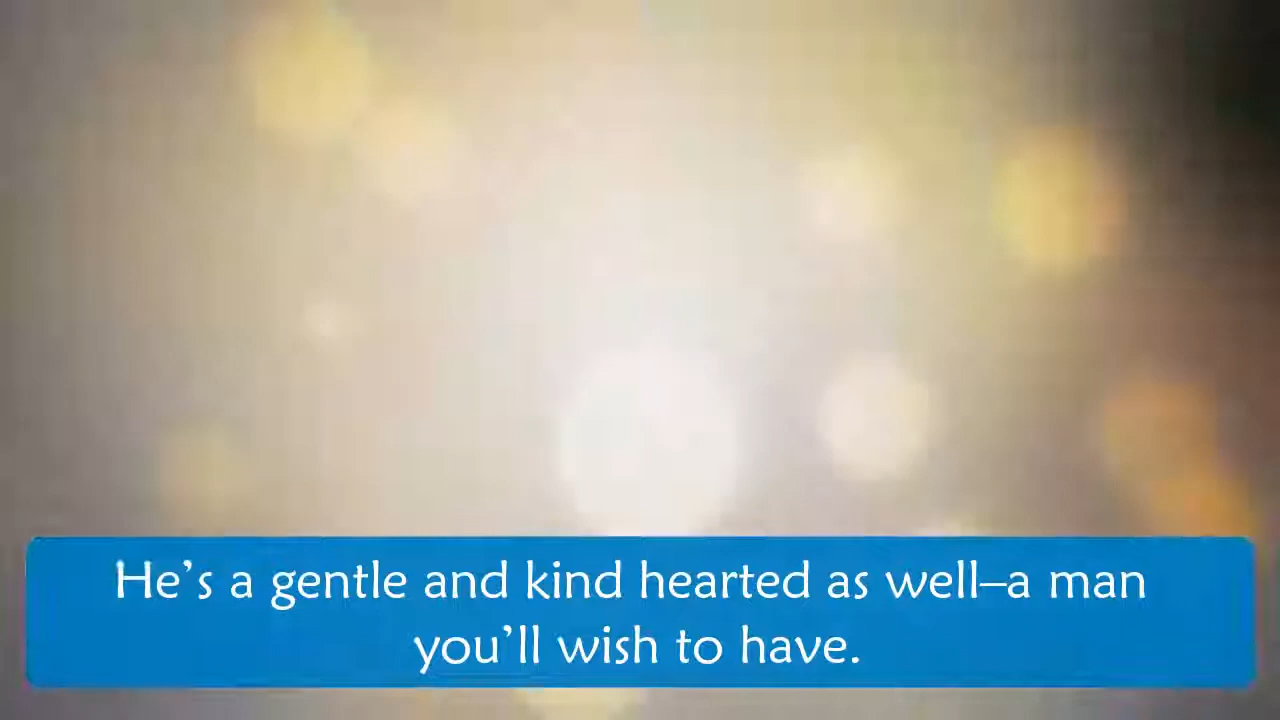 He’s a gentle and kind hearted as well–a man
you’ll wish to have.